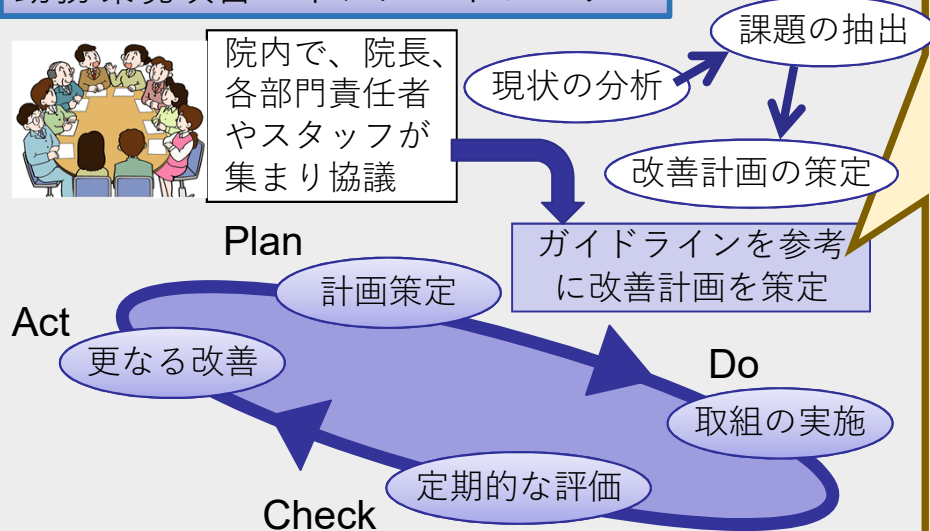 院内で、院長、
各部門責任者
やスタッフが
集まり協議
現状の分析
課題の抽出
改善計画の策定
ガイドラインを参考
に改善計画を策定
Plan
計画策定
Act
更なる改善
Do
取組の実施
定期的な評価
Check